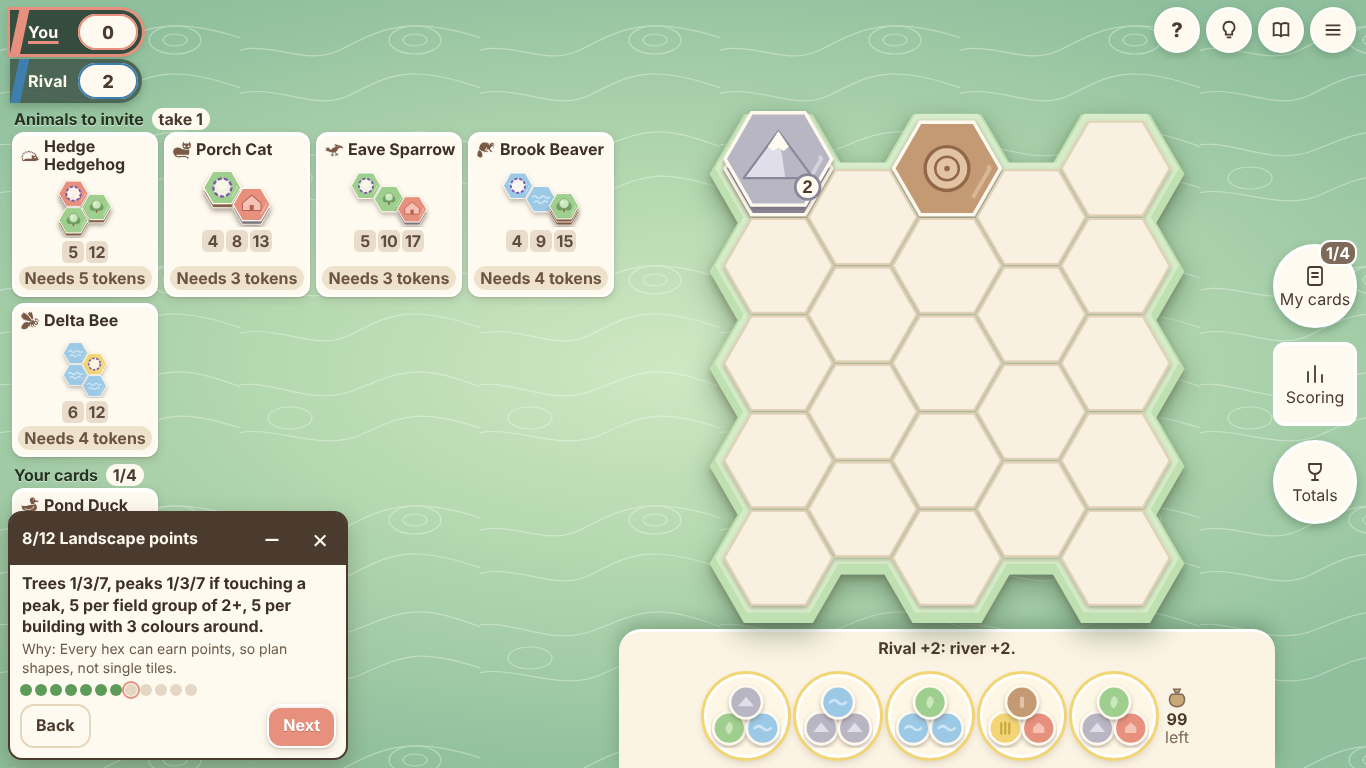 You 0
Rival 2
Animals to invite take 1
Hedge
Hedgehog
5 12
Needs 5 tokens
Porch Cat
4 8 13
Needs 3 tokens
Eave Sparrow
5 10 17
Needs 3 tokens
Brook Beaver
4 9 15
Needs 4 tokens
Delta Bee
6 12
Needs 4 tokens
Your cards 1/4
Pond Duck
8/12 Landscape points
Trees 1/3/7, peaks 1/3/7 if touching a
peak, 5 per field group of 2+, 5 per
building with 3 colours around.
Why: Every hex can earn points, so plan
shapes, not single tiles.
Back
Next
2
?
1/4
My cards
Scoring
Totals
Rival +2: river +2.
99
left